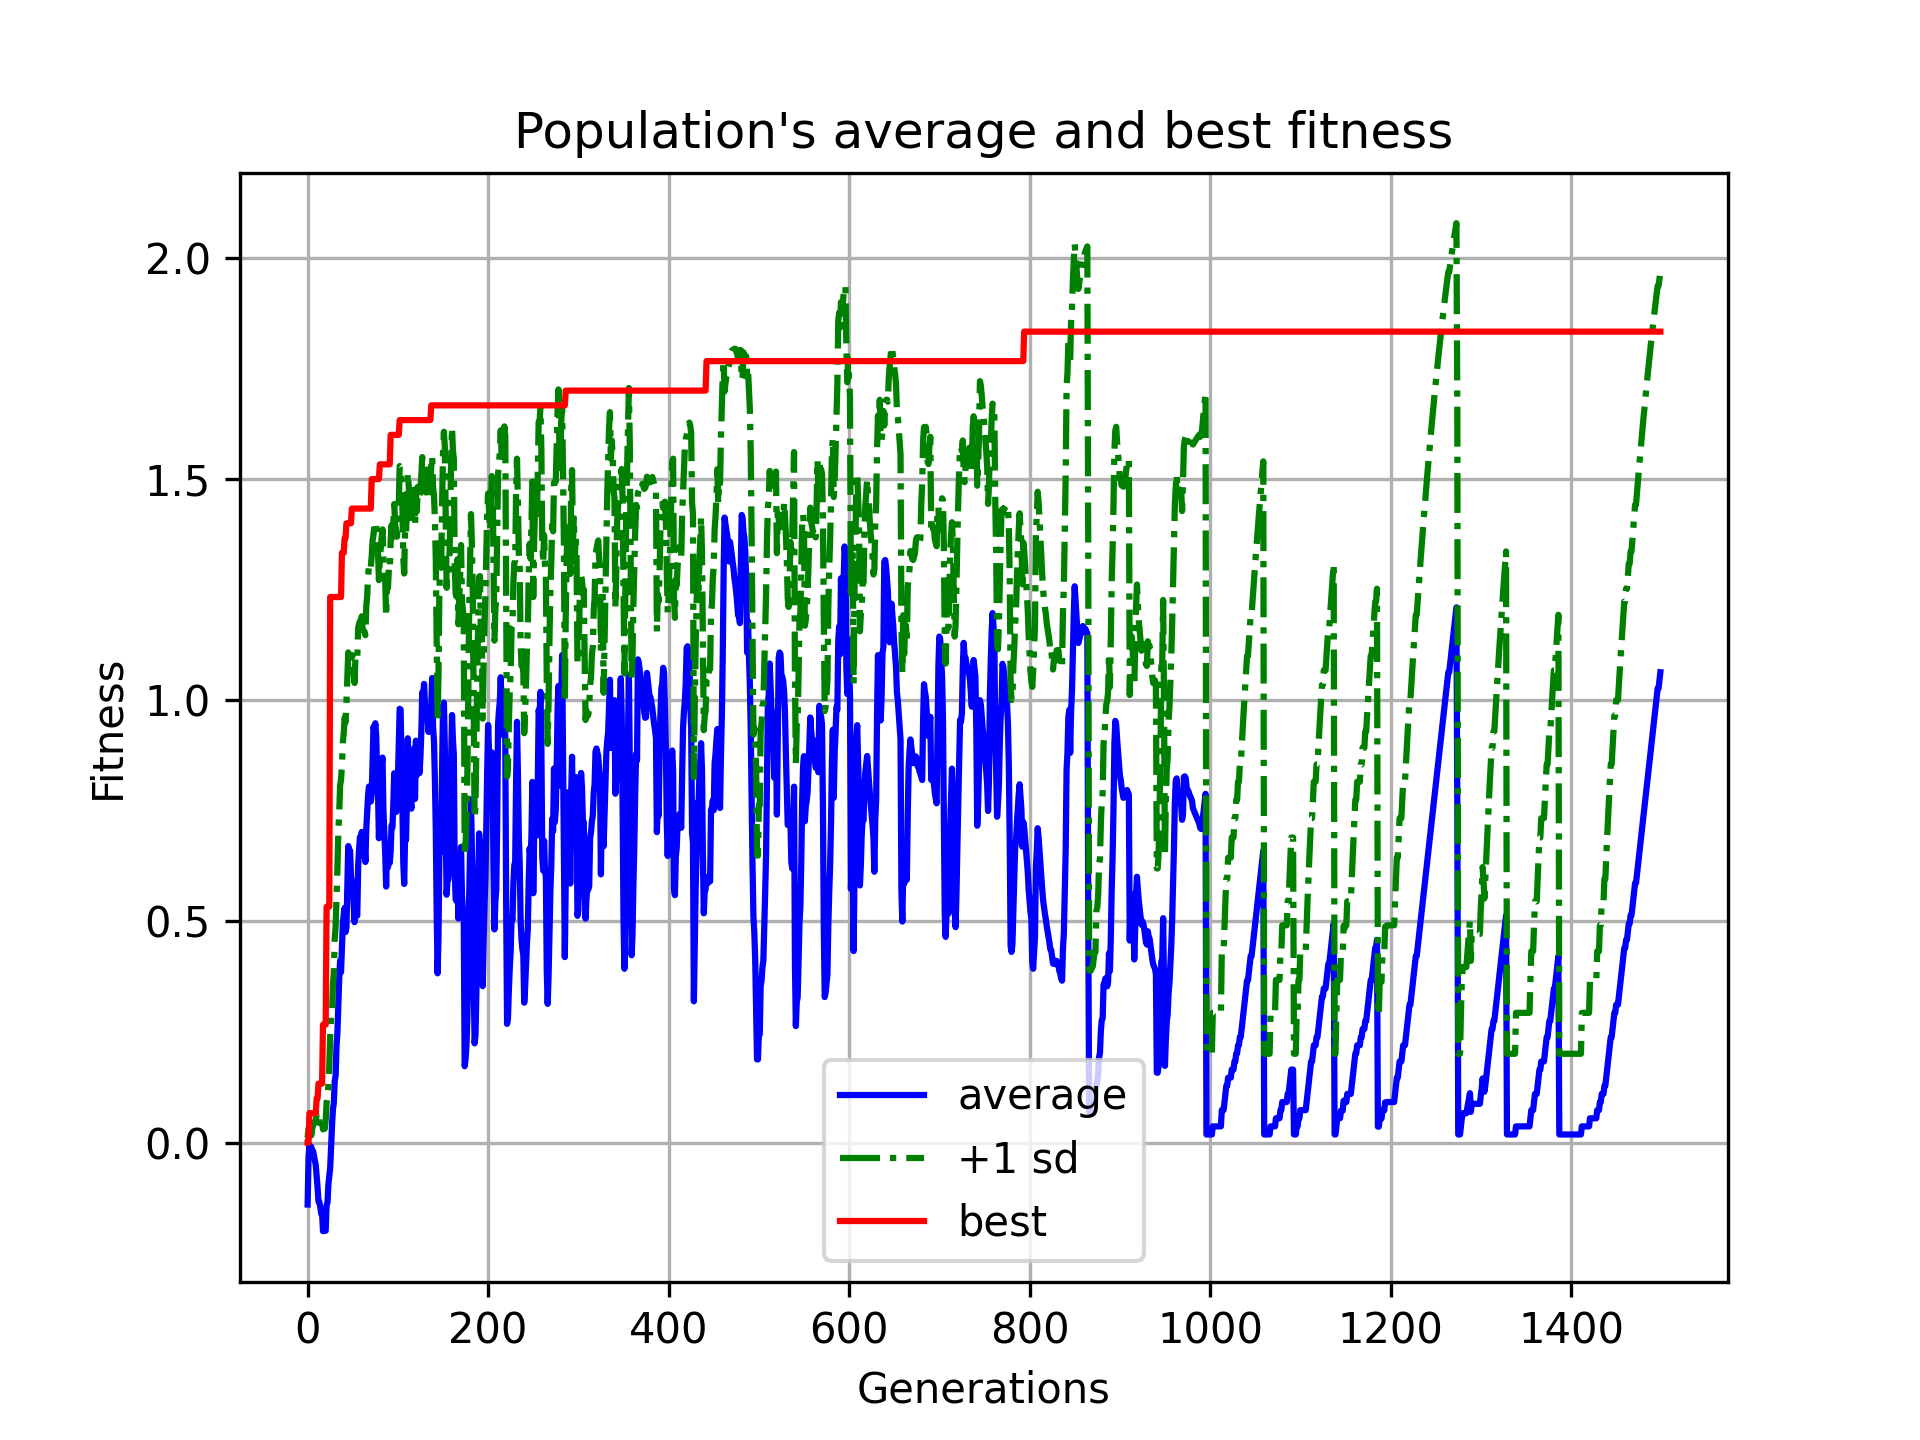 Population's average and best fitness
Fitness
2.0
1.5
1.0
0.5
0.0
average
+1 sd
best
0 200 400 600 800 1000 1200 1400
Generations